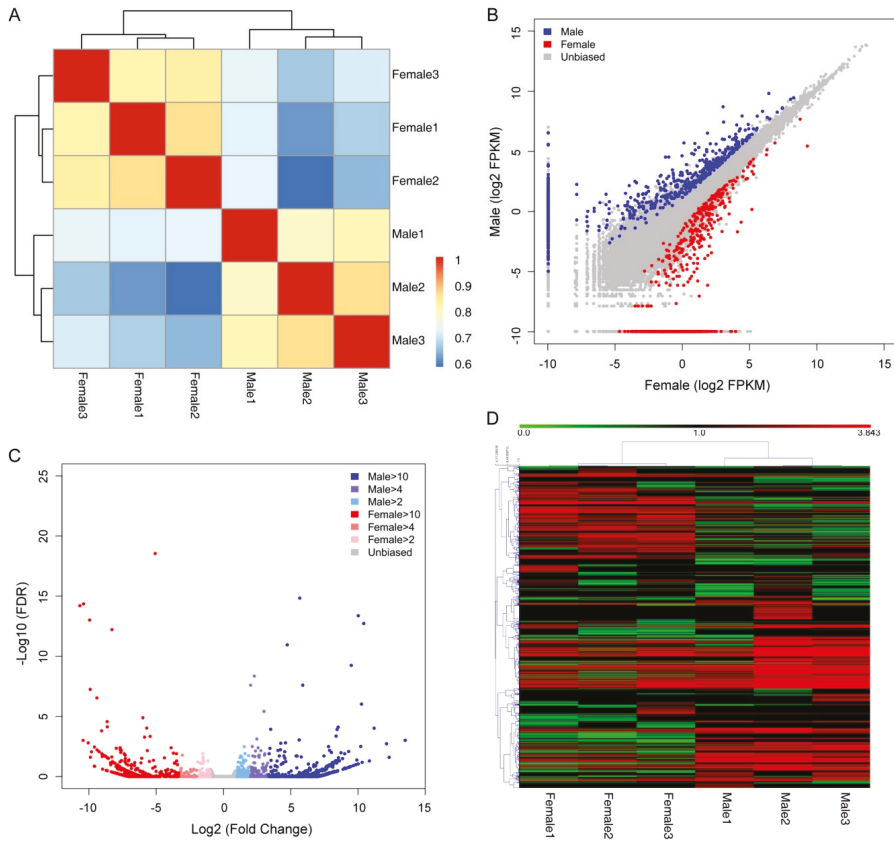 A
Female3
Female1
Female2
Male1
Male2
Male3
1
0.9
0.8
0.7
0.6
Female3
Female1
Female2
Male1
Male2
Male3
B
Male
Female
Unbiased
15
10
5
0
-5
-10
Male (log2 FPKM)
-10
-5
0
5
10
15
Female (log2 FPKM)
C
Male>10
Male>4
Male>2
Female>10
Female>4
Female>2
Unbiased
25
20
15
10
5
0
-Log10 (FDR)
-10
-5
0
5
10
15
Log2 (Fold Change)
D
0.0
1.0
3.843
Female1
Female2
Female3
Male1
Male2
Male3